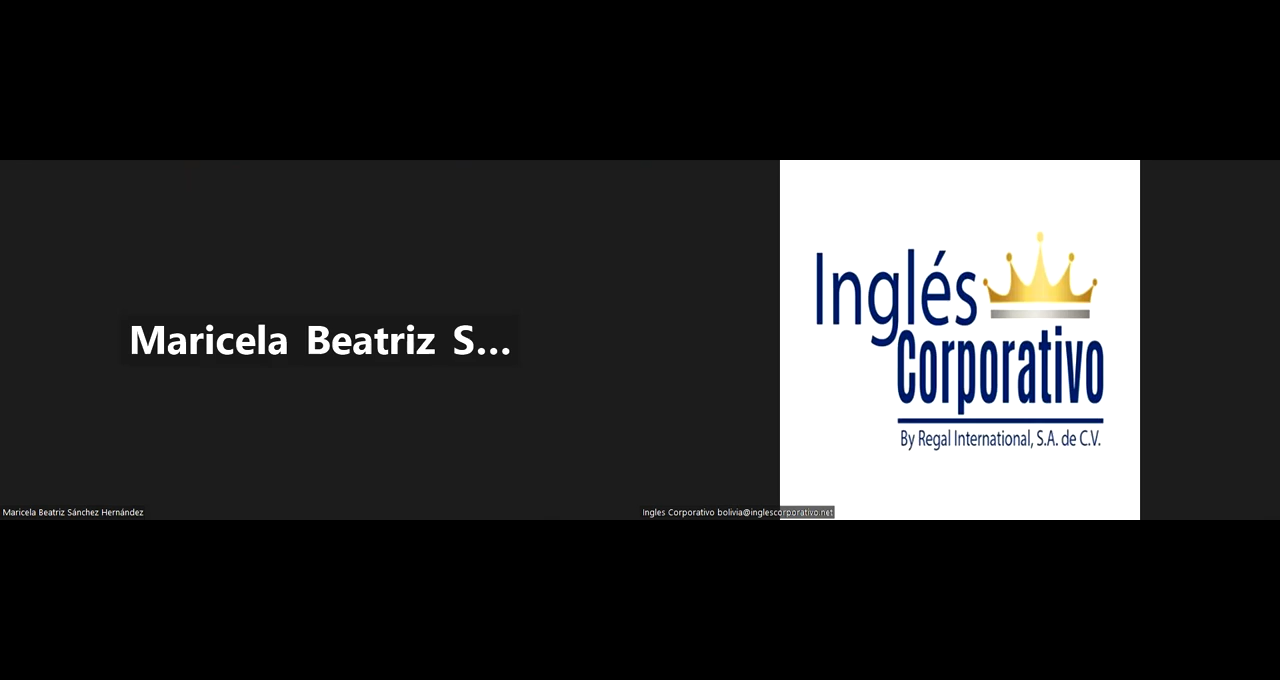 Maricela Beatriz S...
Maricela Beatriz Sánchez Hernández
Inglés
Corporativo
By Regal International, S.A. de C.V.
Ingles Corporativo bolivia@inglescorporativo.net